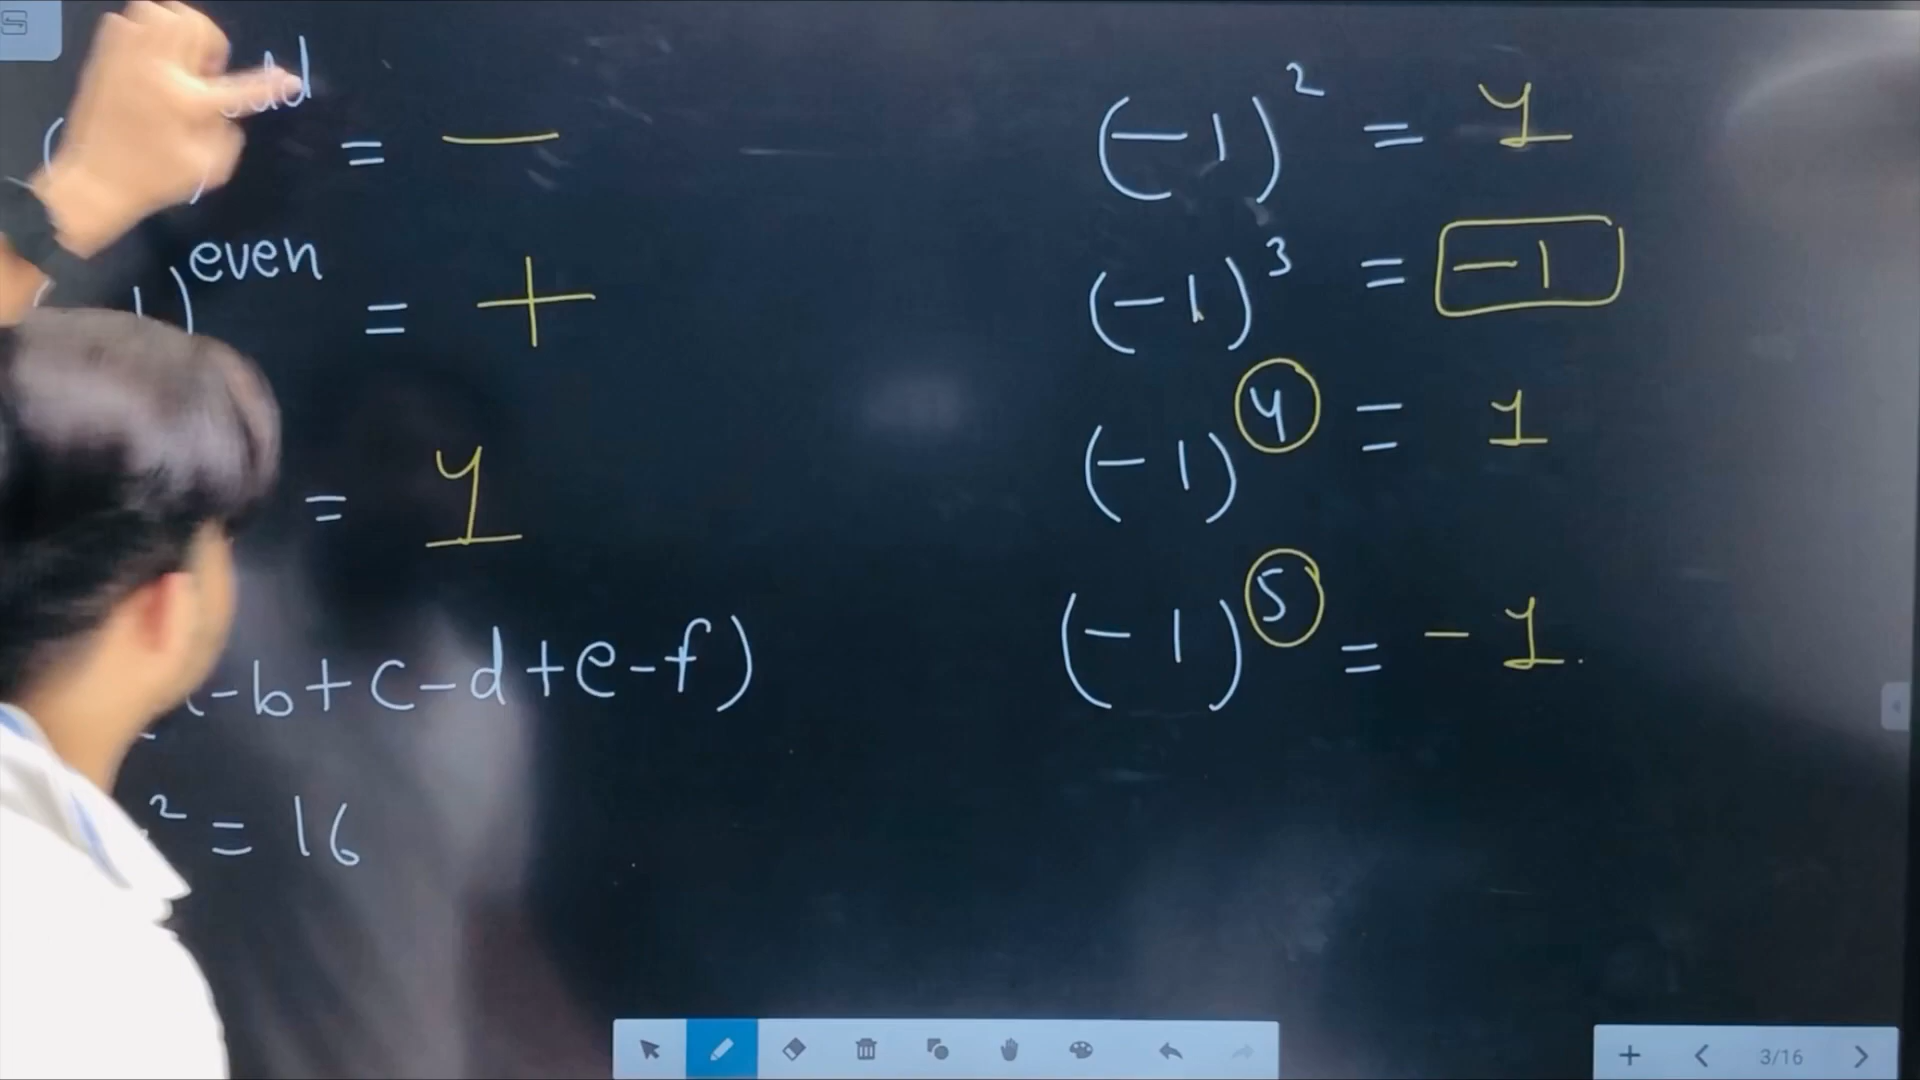 odd
= −
)even = +
= 1
-b+c-d+e-f)
2 = 16
(-1)2 = 1
(-1)3 = -1
(-1)4 = 1
(-1)5 = -1.
3/16